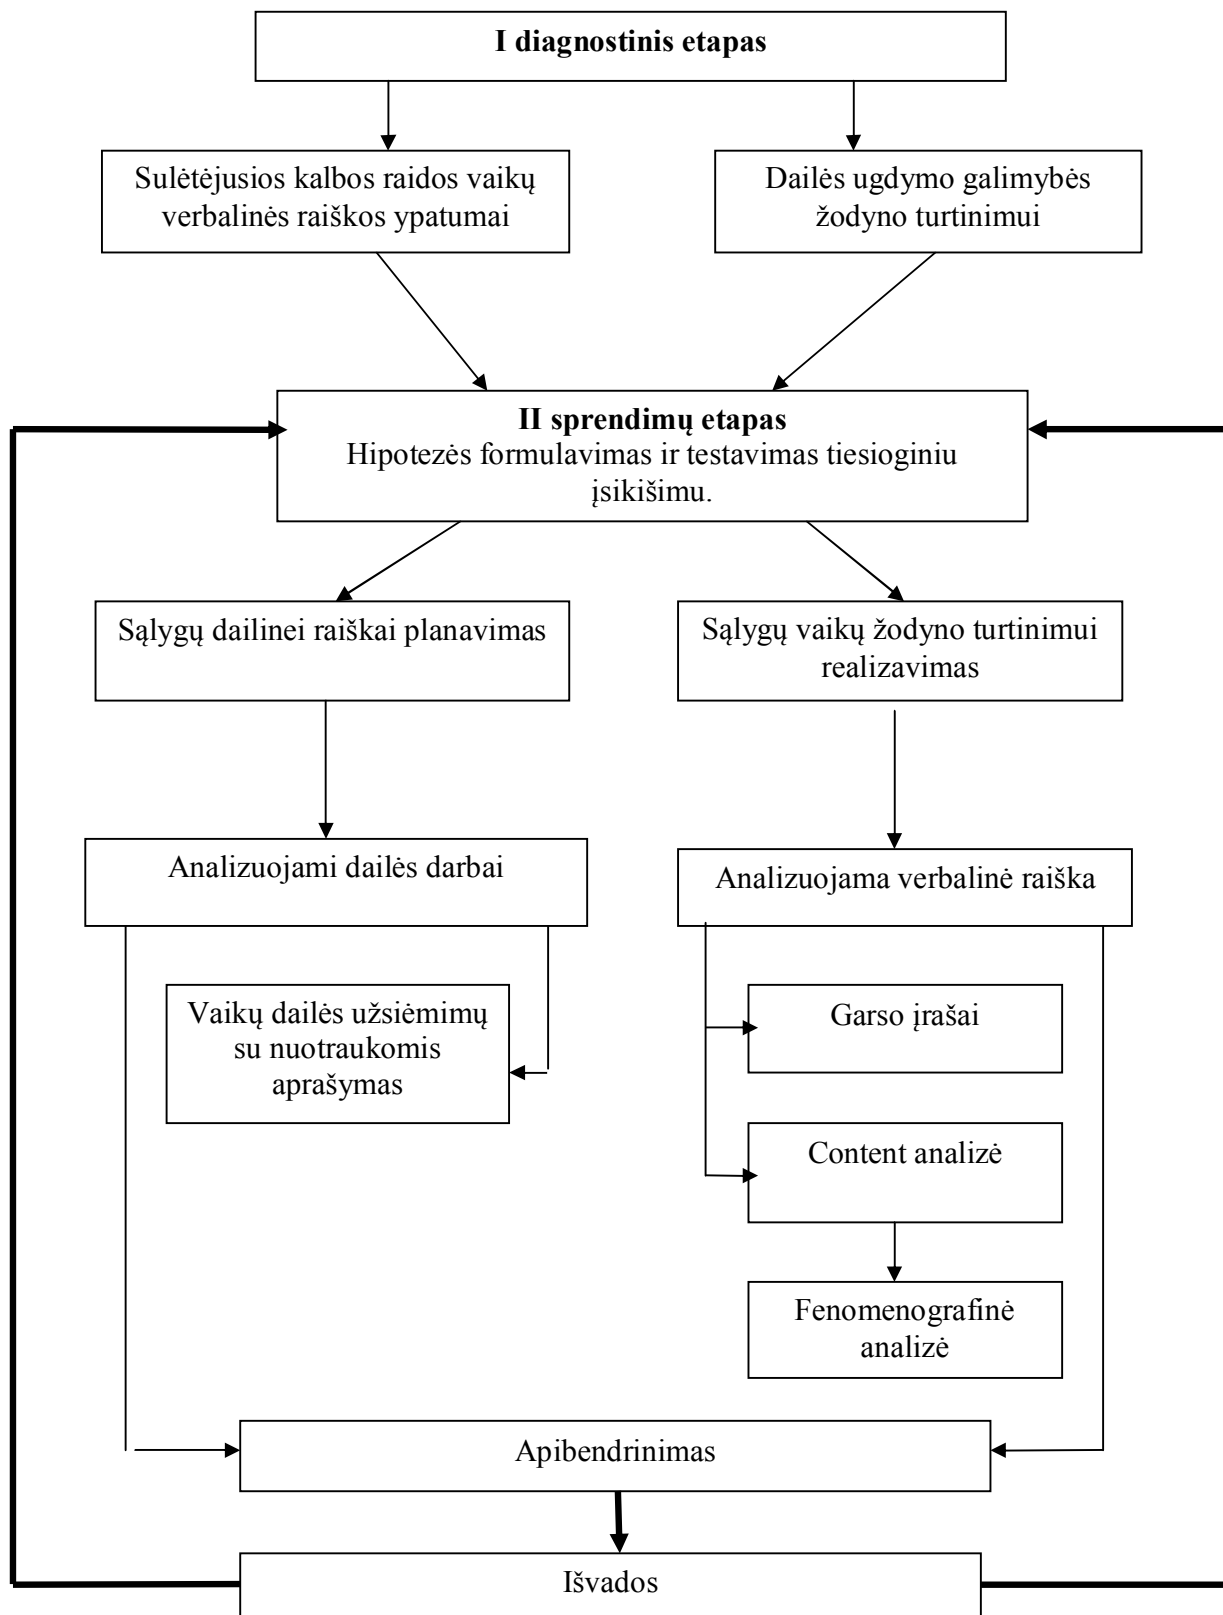 I diagnostinis etapas
Sulėtėjusios kalbos raidos vaikų
verbalinės raiškos ypatumai
Dailės ugdymo galimybės
žodyno turtinimui
II sprendimų etapas
Hipotezės formulavimas ir testavimas tiesioginiu
įsikišimu.
Sąlygų dailinei raiškai planavimas
Sąlygų vaikų žodyno turtinimui
realizavimas
Analizuojami dailės darbai
Analizuojama verbalinė raiška
Vaikų dailės užsiėmimų
su nuotraukomis
aprašymas
Garso įrašai
Content analizė
Fenomenografinė
analizė
Apibendrinimas
Išvados